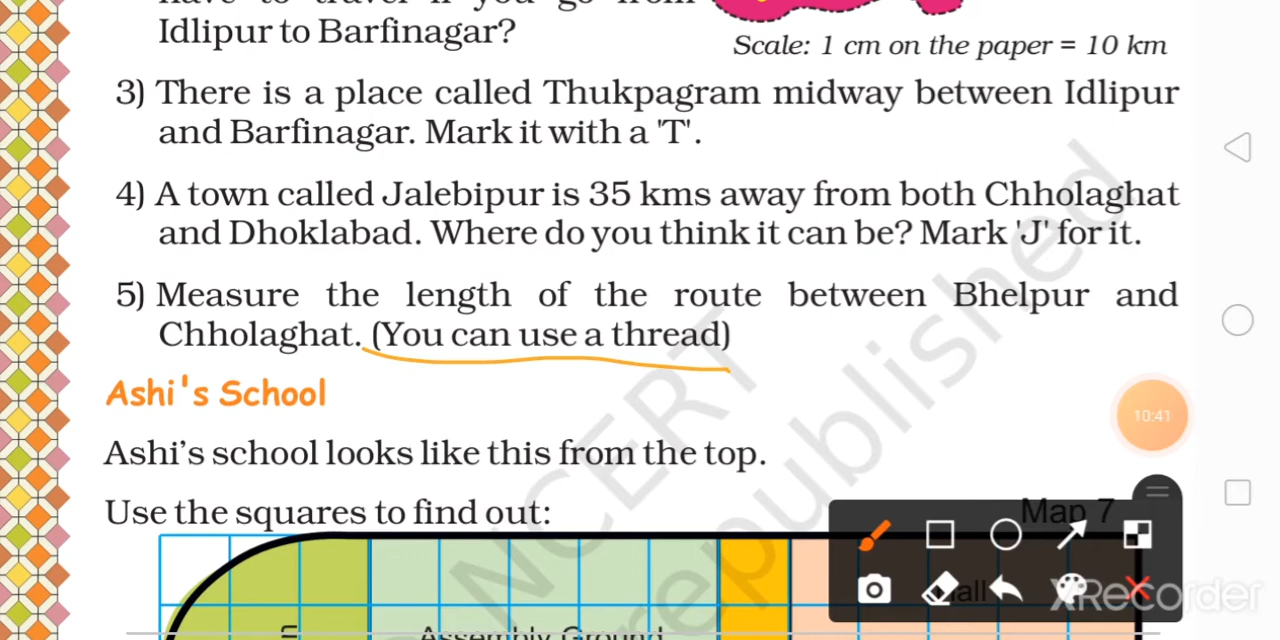 Idlipur to Barfinagar?
Scale: 1 cm on the paper = 10 km
3) There is a place called Thukpagram midway between Idlipur
and Barfinagar. Mark it with a 'T'.
4) A town called Jalebipur is 35 kms away from both Chholaghat
and Dhoklabad. Where do you think it can be? Mark 'J' for it.
5) Measure the length of the route between Bhelpur and
Chholaghat. (You can use a thread)
Ashi's School
10:41
Ashi's school looks like this from the top.
Use the squares to find out:
Map 7
Assembly Ground
XRecorder
NCERT
republished